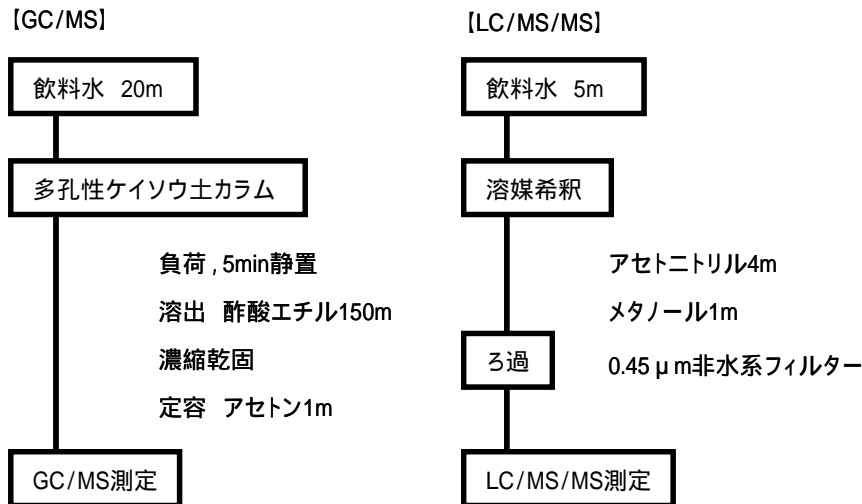 【GC/MS】
飲料水 20m
多孔性ケイソウ土カラム
負荷,5min静置
溶出 酢酸エチル150m
濃縮乾固
定容 アセトン1m
GC/MS測定
【LC/MS/MS】
飲料水 5m
溶媒希釈
アセトニトリル4m
メタノール1m
ろ過
0.45μm非水系フィルター
LC/MS/MS測定